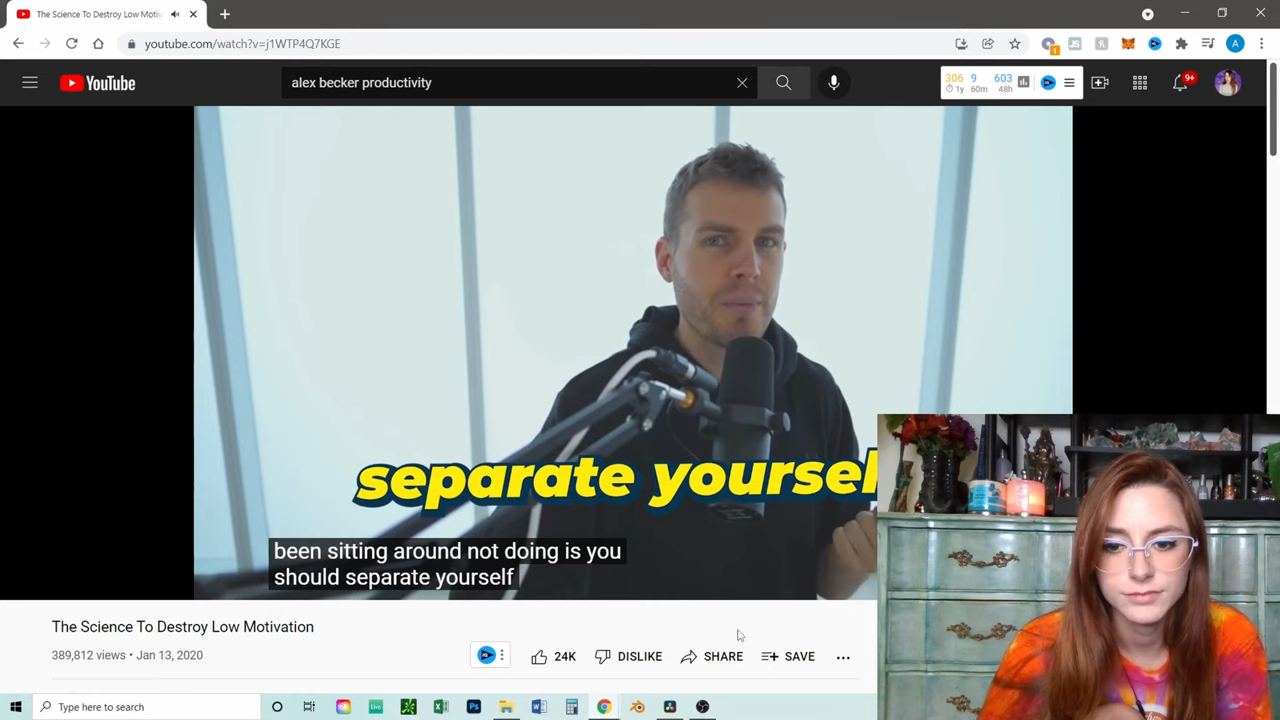 The Science To Destroy Low Motiv
youtube.com/watch?v=j1WTP4Q7KGE
A
YouTube
alex becker productivity
306 9 603
1y 60m 48h
9+
separate yoursel
been sitting around not doing is you
should separate yourself
The Science To Destroy Low Motivation
389,812 views • Jan 13, 2020
24K
DISLIKE
SHARE
SAVE
Type here to search